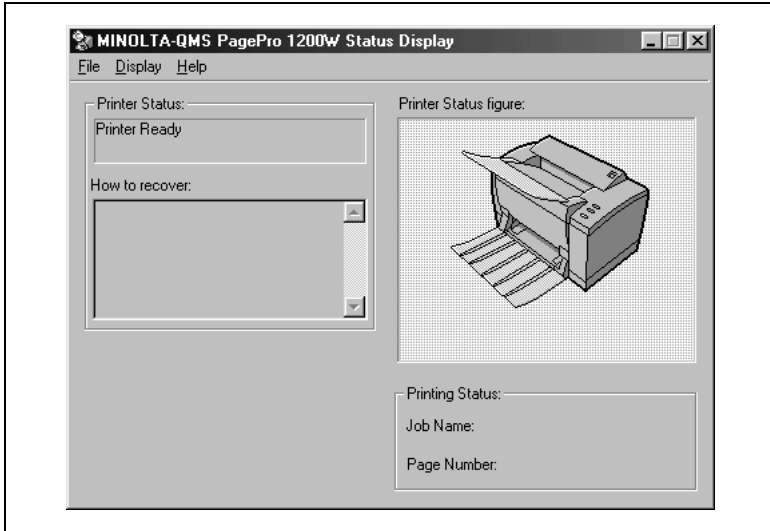 MINOLTA-QMS PagePro 1200W Status Display
File Display Help
Printer Status:
Printer Ready
How to recover:
Printer Status figure:
Printing Status:
Job Name:
Page Number: